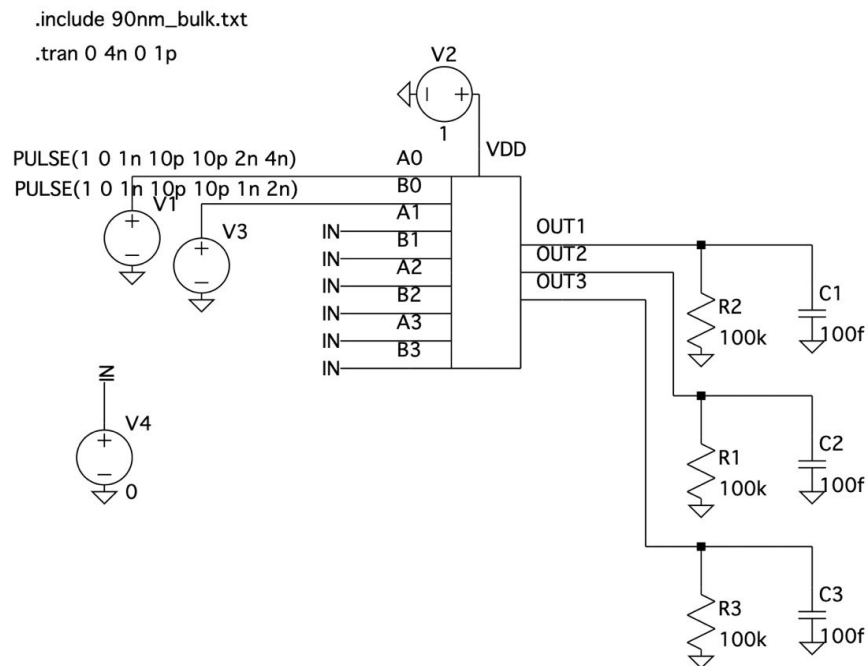 .include 90nm_bulk.txt
.tran 0 4n 0 1p
V2
1
VDD
PULSE(1 0 1n 10p 10p 2n 4n)
A0
PULSE(1 0 1n 10p 10p 1n 2n)
B0
V1
V3
A1
IN
B1
IN
A2
IN
B2
IN
A3
IN
B3
IN
OUT1
OUT2
OUT3
R2
100k
C1
100f
IN
V4
0
R1
100k
C2
100f
R3
100k
C3
100f